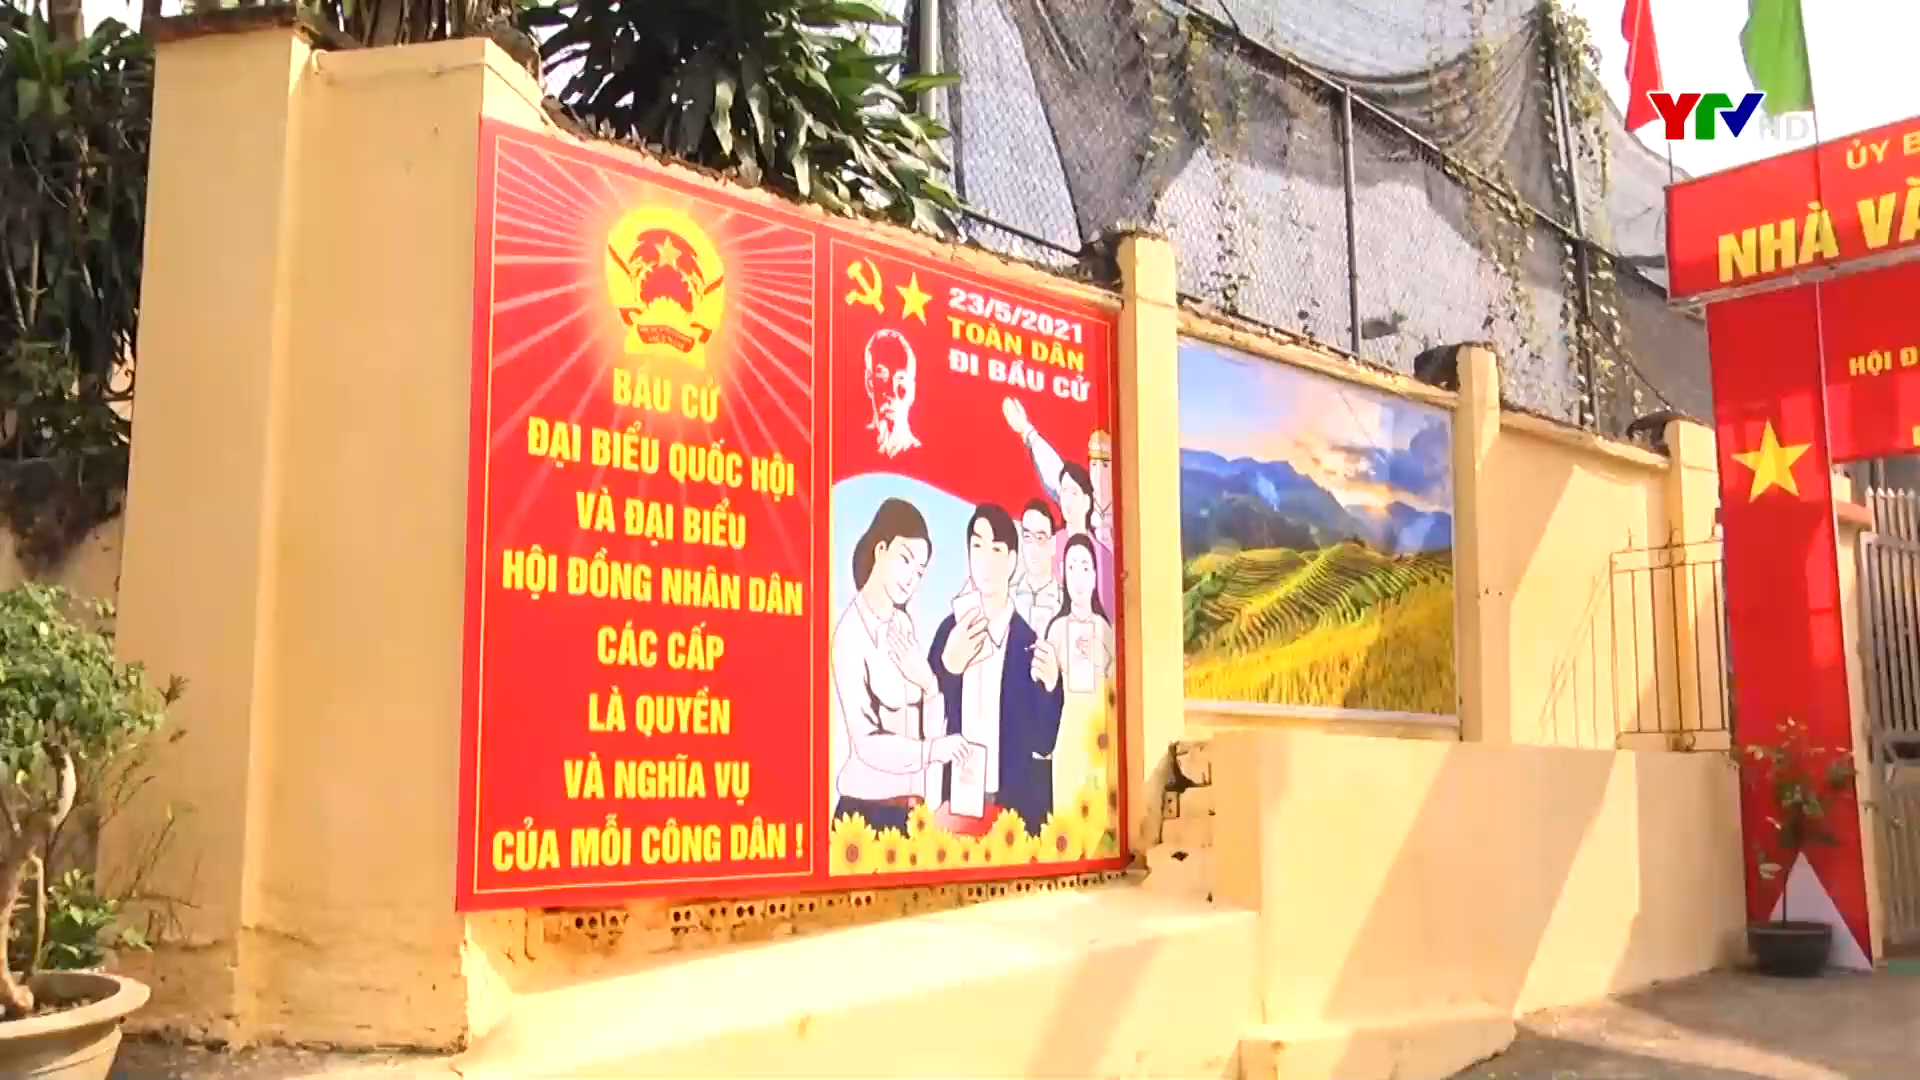 BẦU CỬ
ĐẠI BIỂU QUỐC HỘI
VÀ ĐẠI BIỂU
HỘI ĐỒNG NHÂN DÂN
CÁC CẤP
LÀ QUYỀN
VÀ NGHĨA VỤ
CỦA MỖI CÔNG DÂN !
23/5/2021
TOÀN DÂN
ĐI BẦU CỬ
YTV HD
ỦY
NHÀ
HỘI